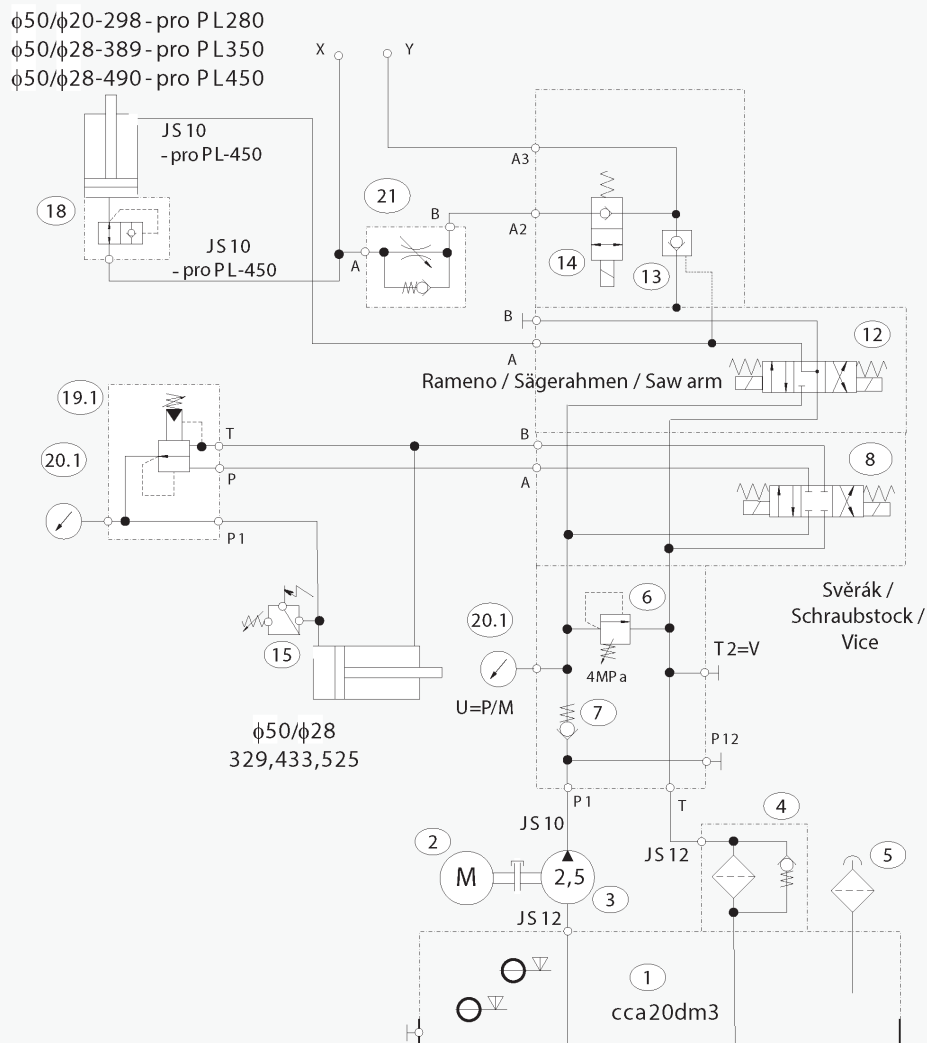 ϕ50/ϕ20-298-pro PL280
ϕ50/ϕ28-389-pro PL350
ϕ50/ϕ28-490-pro PL450
X
Y
JS 10
- pro PL-450
A3
18
21
B
A2
JS 10
- pro PL-450
A
14
13
B
12
A
Rameno / Sägerahmen / Saw arm
19.1
T
B
20.1
8
P
A
P1
Svěrák /
Schraubstock /
Vice
6
20.1
15
T2=V
4MPa
U=P/M
7
ϕ50/ϕ28
329,433,525
P12
P1
T
JS 10
4
2
JS 12
5
M
2,5
3
JS 12
1
cca20dm3